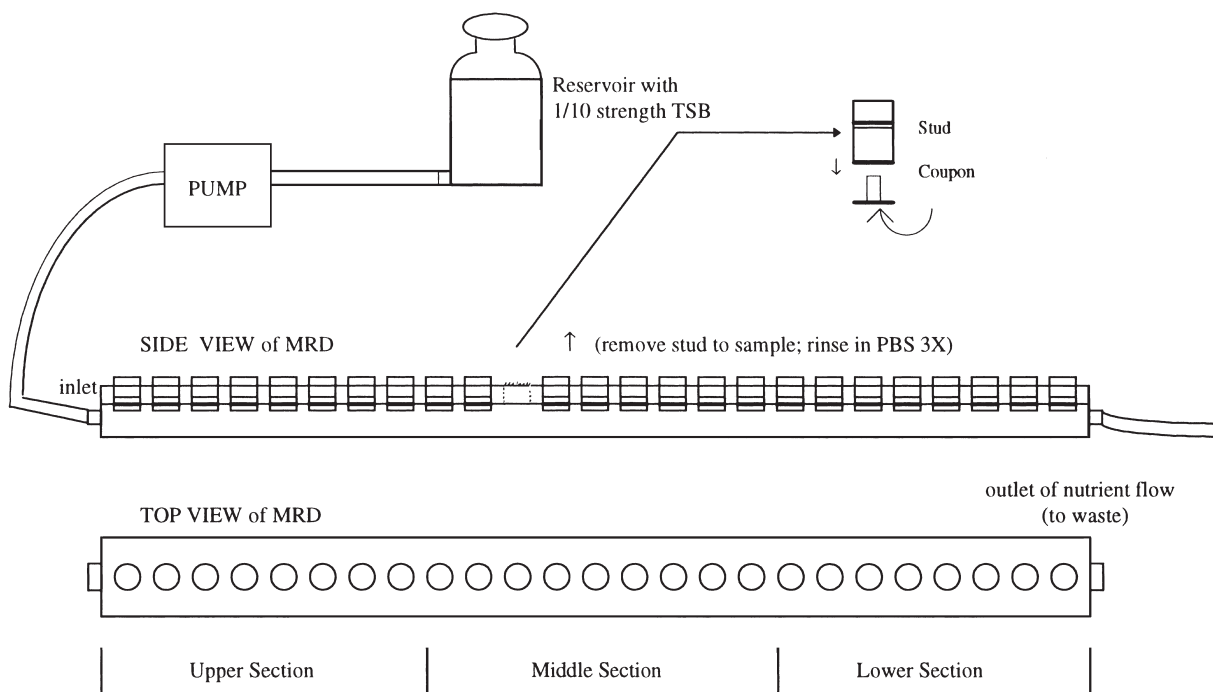 Reservoir with
1/10 strength TSB
Stud
PUMP
Coupon
SIDE VIEW of MRD
(remove stud to sample; rinse in PBS 3X)
inlet
outlet of nutrient flow
(to waste)
TOP VIEW of MRD
Upper Section
Middle Section
Lower Section